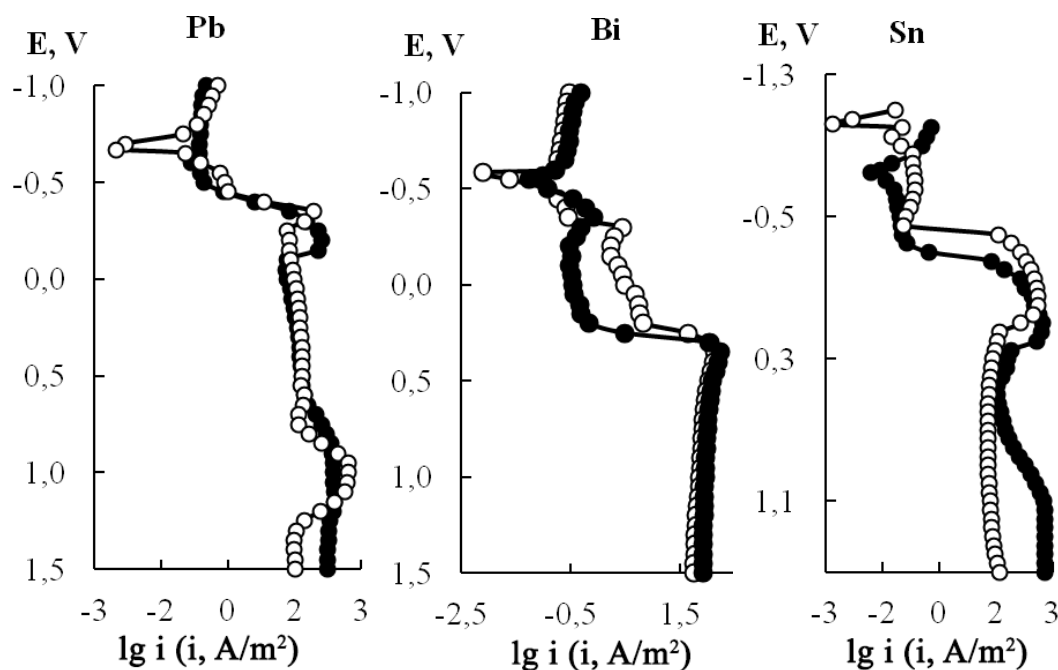 Pb
Bi
Sn
E, V
E, V
E, V
-1,0
-0,5
0,0
0,5
1,0
1,5
-1,0
-0,5
0,0
0,5
1,0
1,5
-1,3
-0,5
0,3
1,1
-3 -2 0 2 3
-2,5 -0,5 1,5
-3 -2 0 2 3
lg i (i, A/m²)
lg i (i, A/m²)
lg i (i, A/m²)